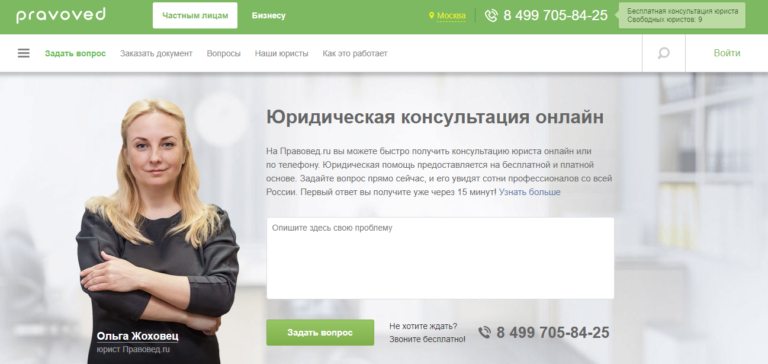 pravoved
Частным лицам
Бизнесу
Москва
8 499 705-84-25
Бесплатная консультация юриста
Свободных юристов: 9
Задать вопрос
Заказать документ
Вопросы
Наши юристы
Как это работает
Войти
Юридическая консультация онлайн
На Правовед.ru вы можете быстро получить консультацию юриста онлайн или
по телефону. Юридическая помощь предоставляется на бесплатной и платной
основе. Задайте вопрос прямо сейчас, и его увидят сотни профессионалов со всей
России. Первый ответ вы получите уже через 15 минут! Узнать больше
Опишите здесь свою проблему
Ольга Жоховец
юрист Правовед.ru
Задать вопрос
Не хотите ждать?
Звоните бесплатно!
8 499 705-84-25